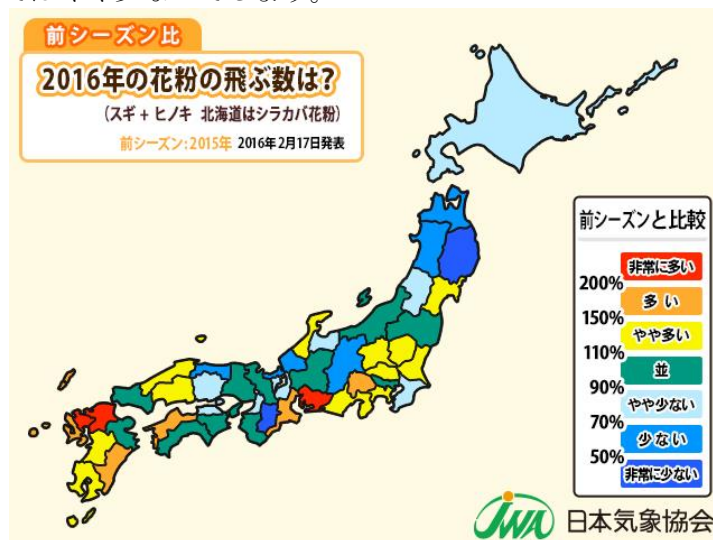 前シーズン比
2016年の花粉の飛ぶ数は?
(スギ + ヒノキ 北海道はシラカバ花粉)
前シーズン:2015年 2016年2月17日発表
前シーズンと比較
非常に多い
200%
多 い
150%
やや多い
110%
並
90%
やや少ない
70%
少 な い
50%
非常に少ない
JWA 日本気象協会